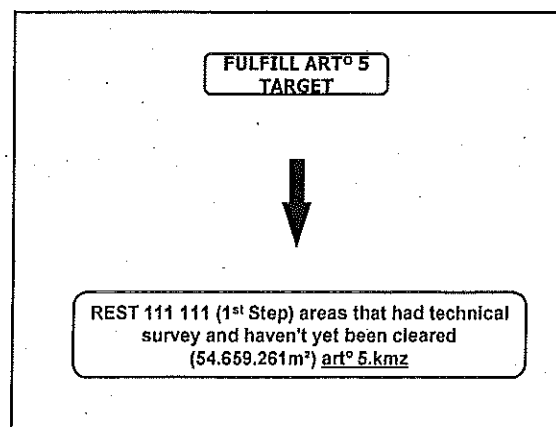 FULFILL ARTº 5
TARGET
REST 111 111 (1st Step) areas that had technical
survey and haven't yet been cleared
(54.659.261m²) artº 5.kmz